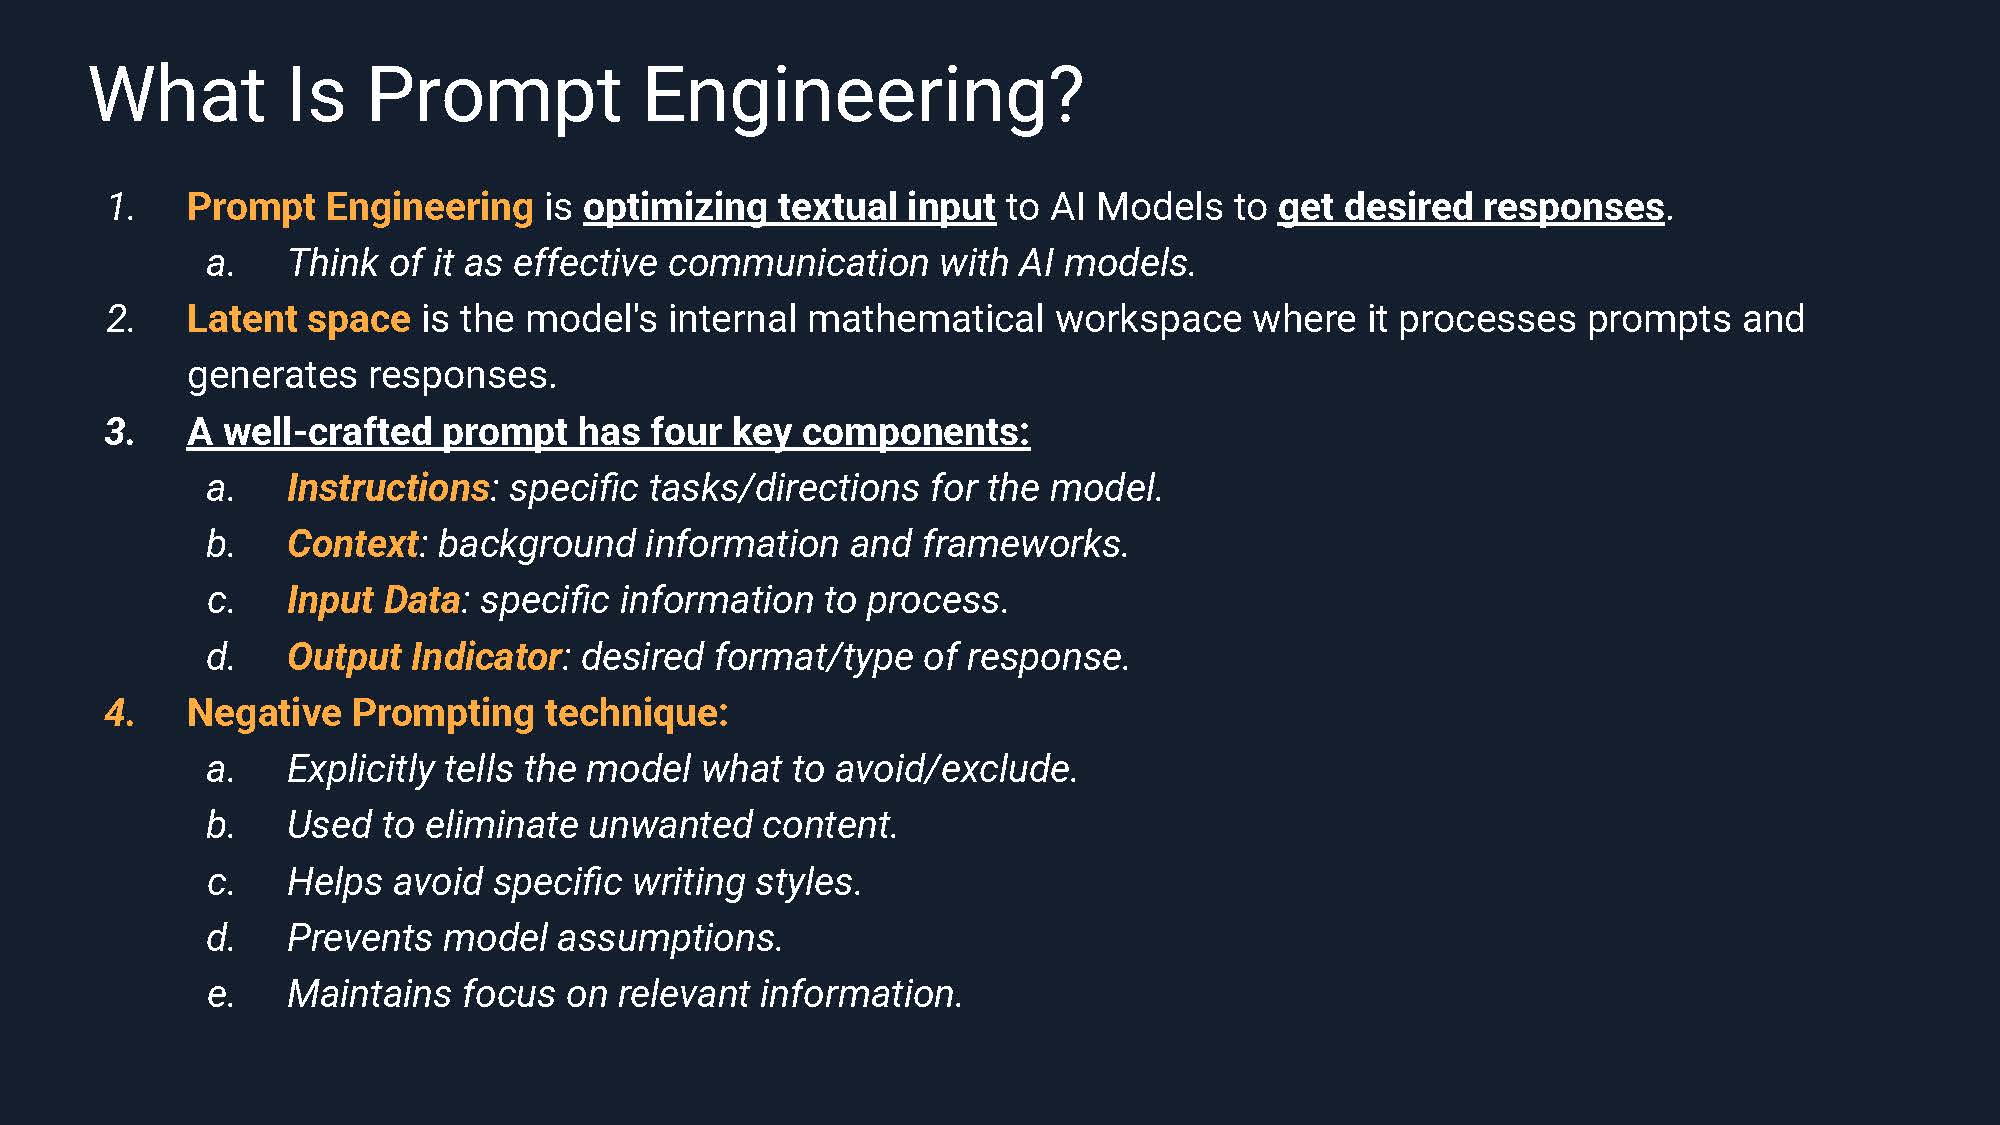 What Is Prompt Engineering?
1. Prompt Engineering is optimizing textual input to AI Models to get desired responses.
a. Think of it as effective communication with AI models.
2. Latent space is the model's internal mathematical workspace where it processes prompts and
generates responses.
3. A well-crafted prompt has four key components:
a. Instructions: specific tasks/directions for the model.
b. Context: background information and frameworks.
c. Input Data: specific information to process.
d. Output Indicator: desired format/type of response.
4. Negative Prompting technique:
a. Explicitly tells the model what to avoid/exclude.
b. Used to eliminate unwanted content.
c. Helps avoid specific writing styles.
d. Prevents model assumptions.
e. Maintains focus on relevant information.